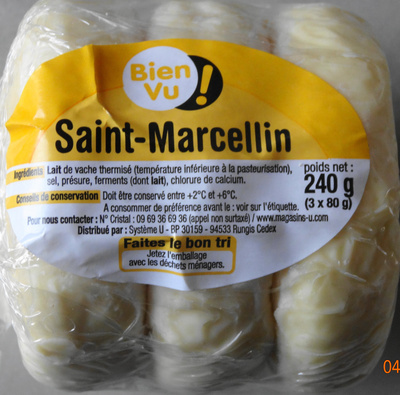 Bien
Vu !
Saint-Marcellin
Ingrédients : Lait de vache thermisé (température inférieure à la pasteurisation),
sel, présure, ferments (dont lait), chlorure de calcium.
poids net :
240 g
(3 x 80 g)
Conseils de conservation : Doit être conservé entre +2°C et +6°C.
A consommer de préférence avant le : voir sur l'étiquette.
Pour nous contacter : N° Cristal : 09 69 36 69 36 (appel non surtaxé) / www.magasins-u.com
Distribué par : Système U - BP 30159 - 94533 Rungis Cedex
Faites le bon tri
Jetez l'emballage
avec les déchets ménagers.
04